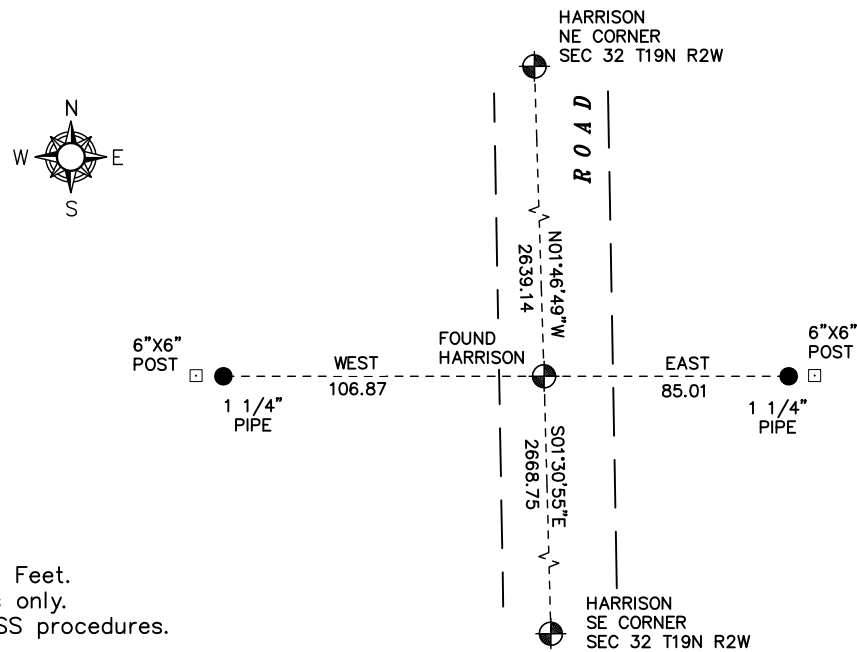 HARRISON
NE CORNER
SEC 32 T19N R2W
N
W
E
S
ROAD
N01°46'49"W
2639.14
6"X6"
POST
WEST
106.87
1 1/4"
PIPE
FOUND
HARRISON
EAST
85.01
6"X6"
POST
1 1/4"
PIPE
S01°30'55"E
2668.75
Feet.
only.
SS procedures.
HARRISON
SE CORNER
SEC 32 T19N R2W